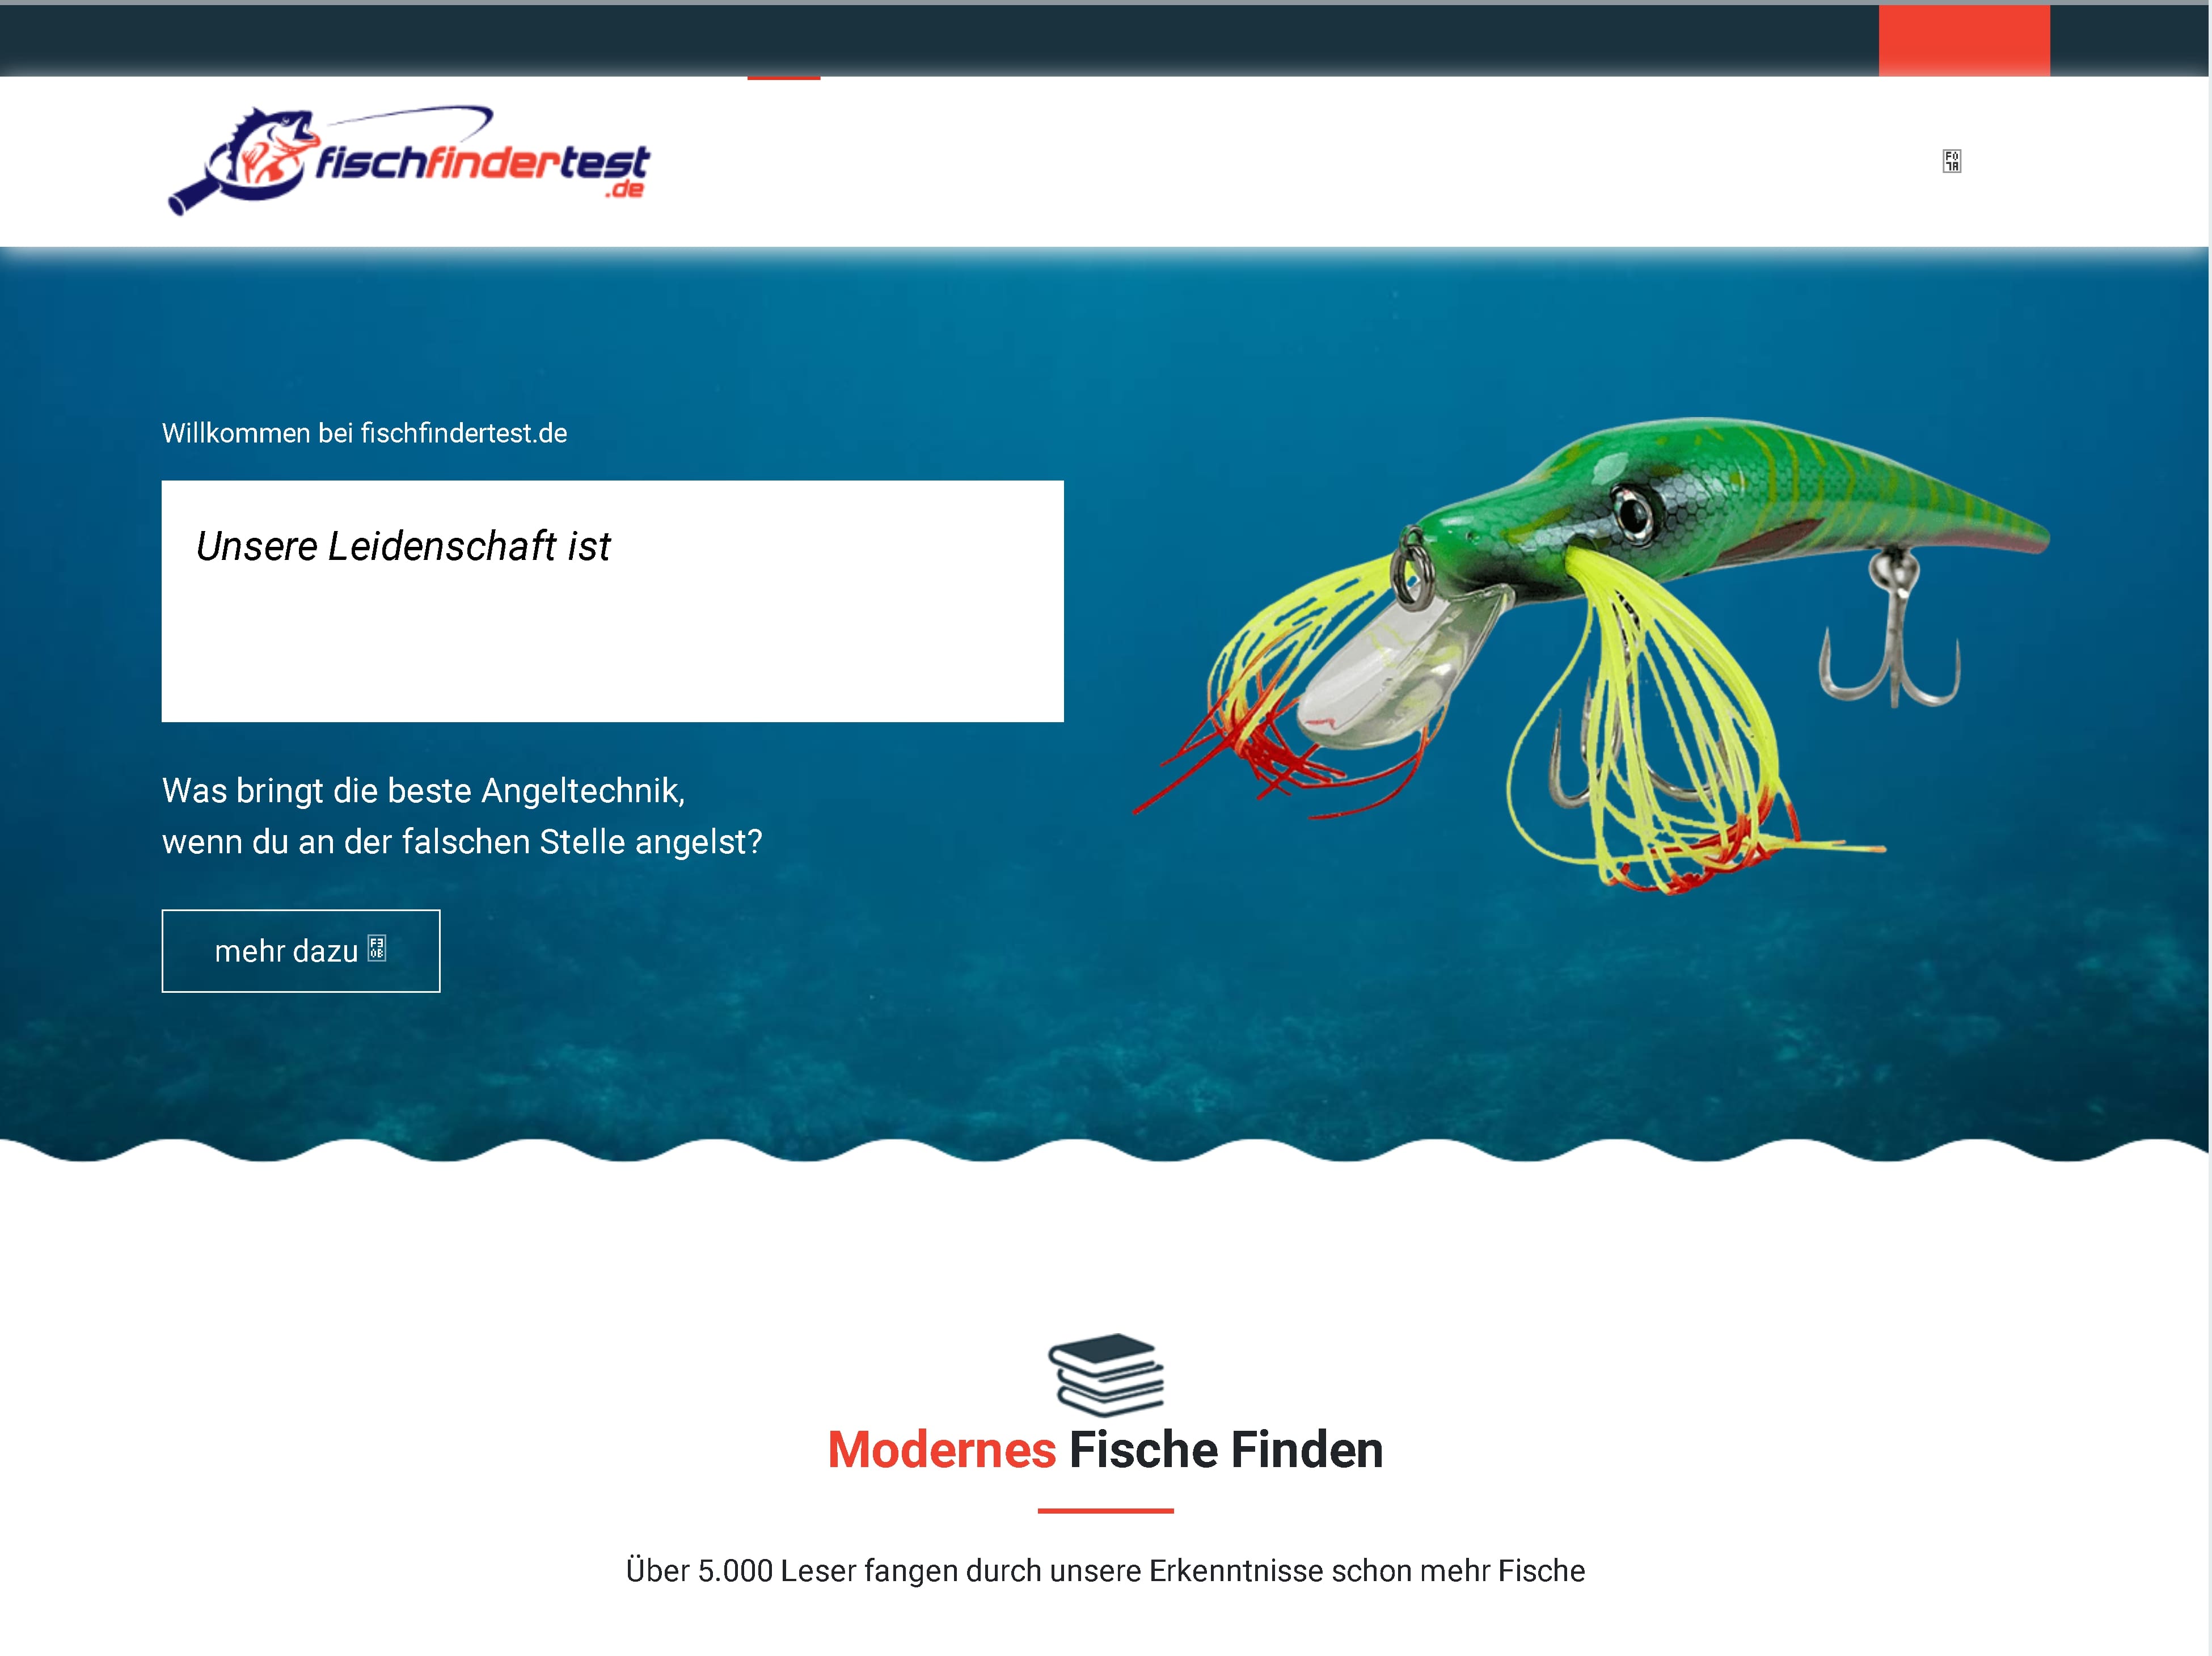 fischfindertest
.de
Willkommen bei fischfindertest.de
Unsere Leidenschaft ist
Was bringt die beste Angeltechnik,
wenn du an der falschen Stelle angelst?
mehr dazu
Modernes Fische Finden
Über 5.000 Leser fangen durch unsere Erkenntnisse schon mehr Fische